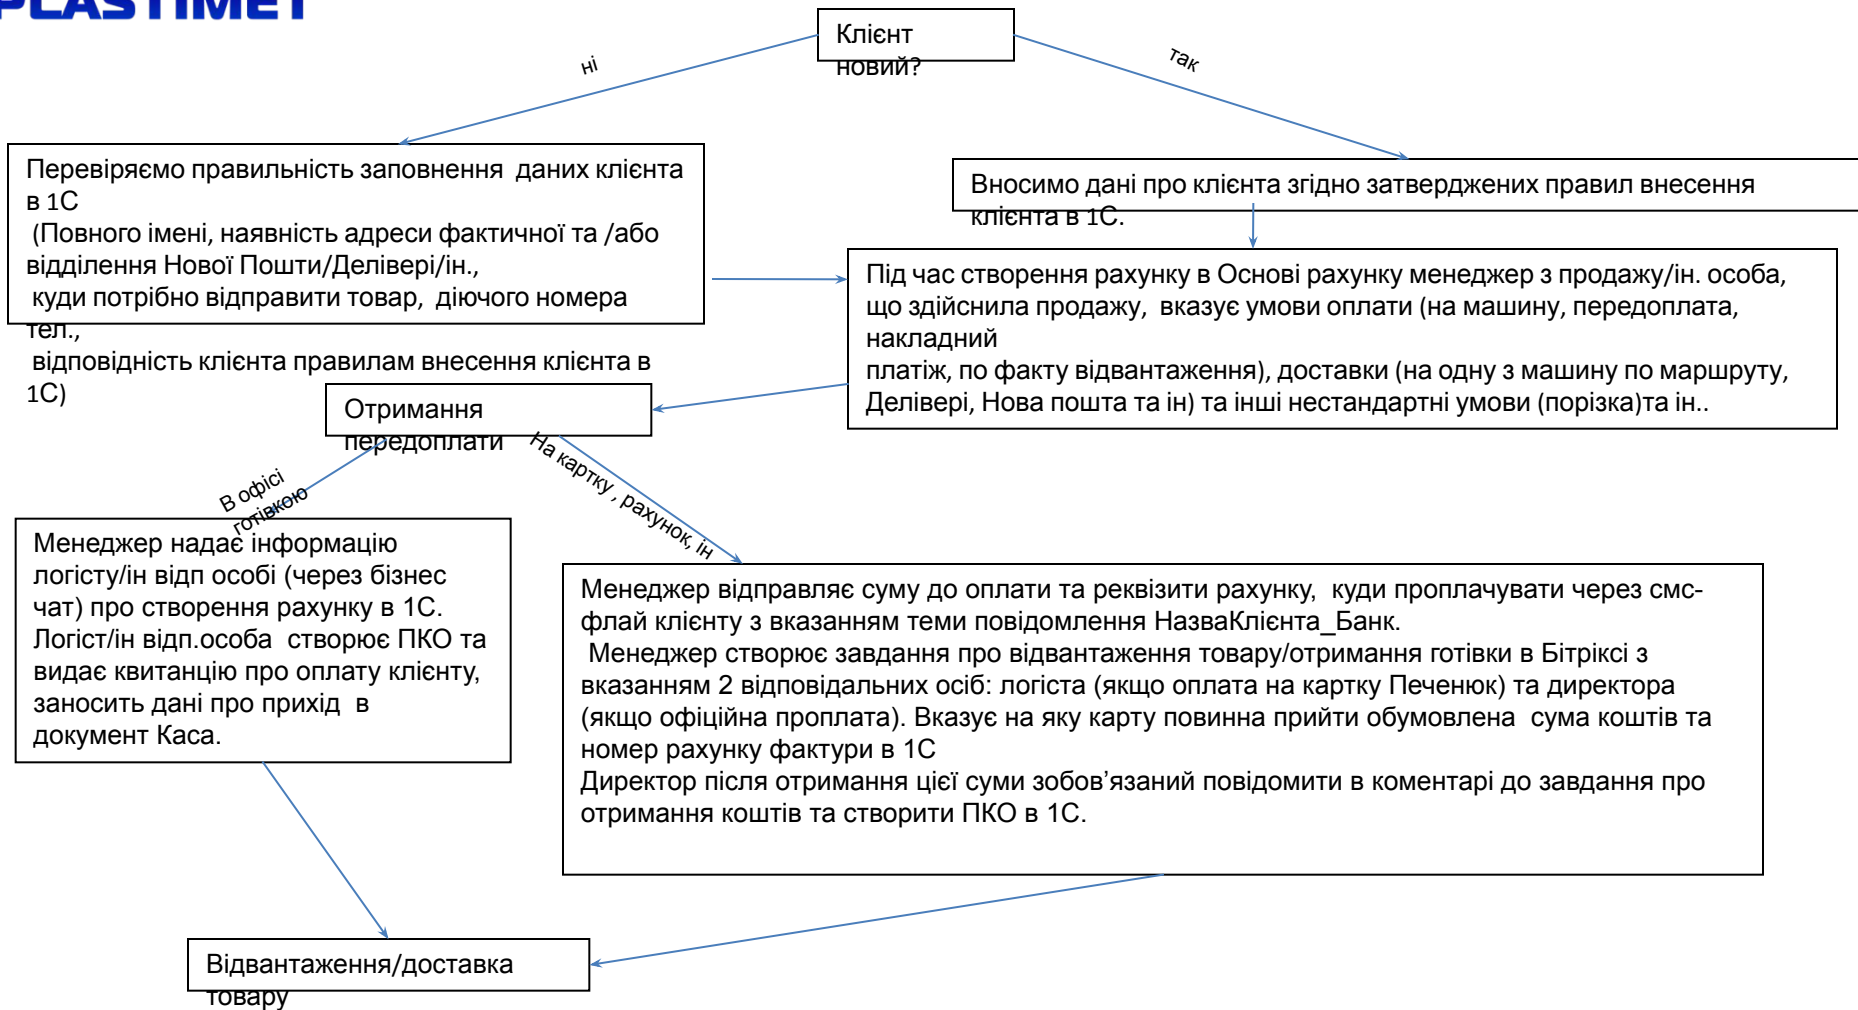 PLASTIMET
Клієнт
новий?
ні
так
Перевіряємо правильність заповнення даних клієнта
в 1С
(Повного імені, наявність адреси фактичної та /або
відділення Нової Пошти/Делівері/ін.,
куди потрібно відправити товар, діючого номера
тел.,
відповідність клієнта правилам внесення клієнта в
1С)
Вносимо дані про клієнта згідно затверджених правил внесення
клієнта в 1С.
Під час створення рахунку в Основі рахунку менеджер з продажу/ін. особа,
що здійснила продажу, вказує умови оплати (на машину, передоплата,
накладний
платіж, по факту відвантаження), доставки (на одну з машину по маршруту,
Делівері, Нова пошта та ін) та інші нестандартні умови (порізка)та ін..
Отримання
передоплати
В офісі
готівкою
На картку , рахунок, ін
Менеджер надає інформацію
логісту/ін відп особі (через бізнес
чат) про створення рахунку в 1С.
Логіст/ін відп.особа створює ПКО та
видає квитанцію про оплату клієнту,
заносить дані про прихід в
документ Каса.
Менеджер відправляє суму до оплати та реквізити рахунку, куди проплачувати через смс-
флай клієнту з вказанням теми повідомлення НазваКлієнта_Банк.
Менеджер створює завдання про відвантаження товару/отримання готівки в Бітріксі з
вказанням 2 відповідальних осіб: логіста (якщо оплата на картку Печенюк) та директора
(якщо офіційна проплата). Вказує на яку карту повинна прийти обумовлена сума коштів та
номер рахунку фактури в 1С
Директор після отримання цієї суми зобов’язаний повідомити в коментарі до завдання про
отримання коштів та створити ПКО в 1С.
Відвантаження/доставка
товару